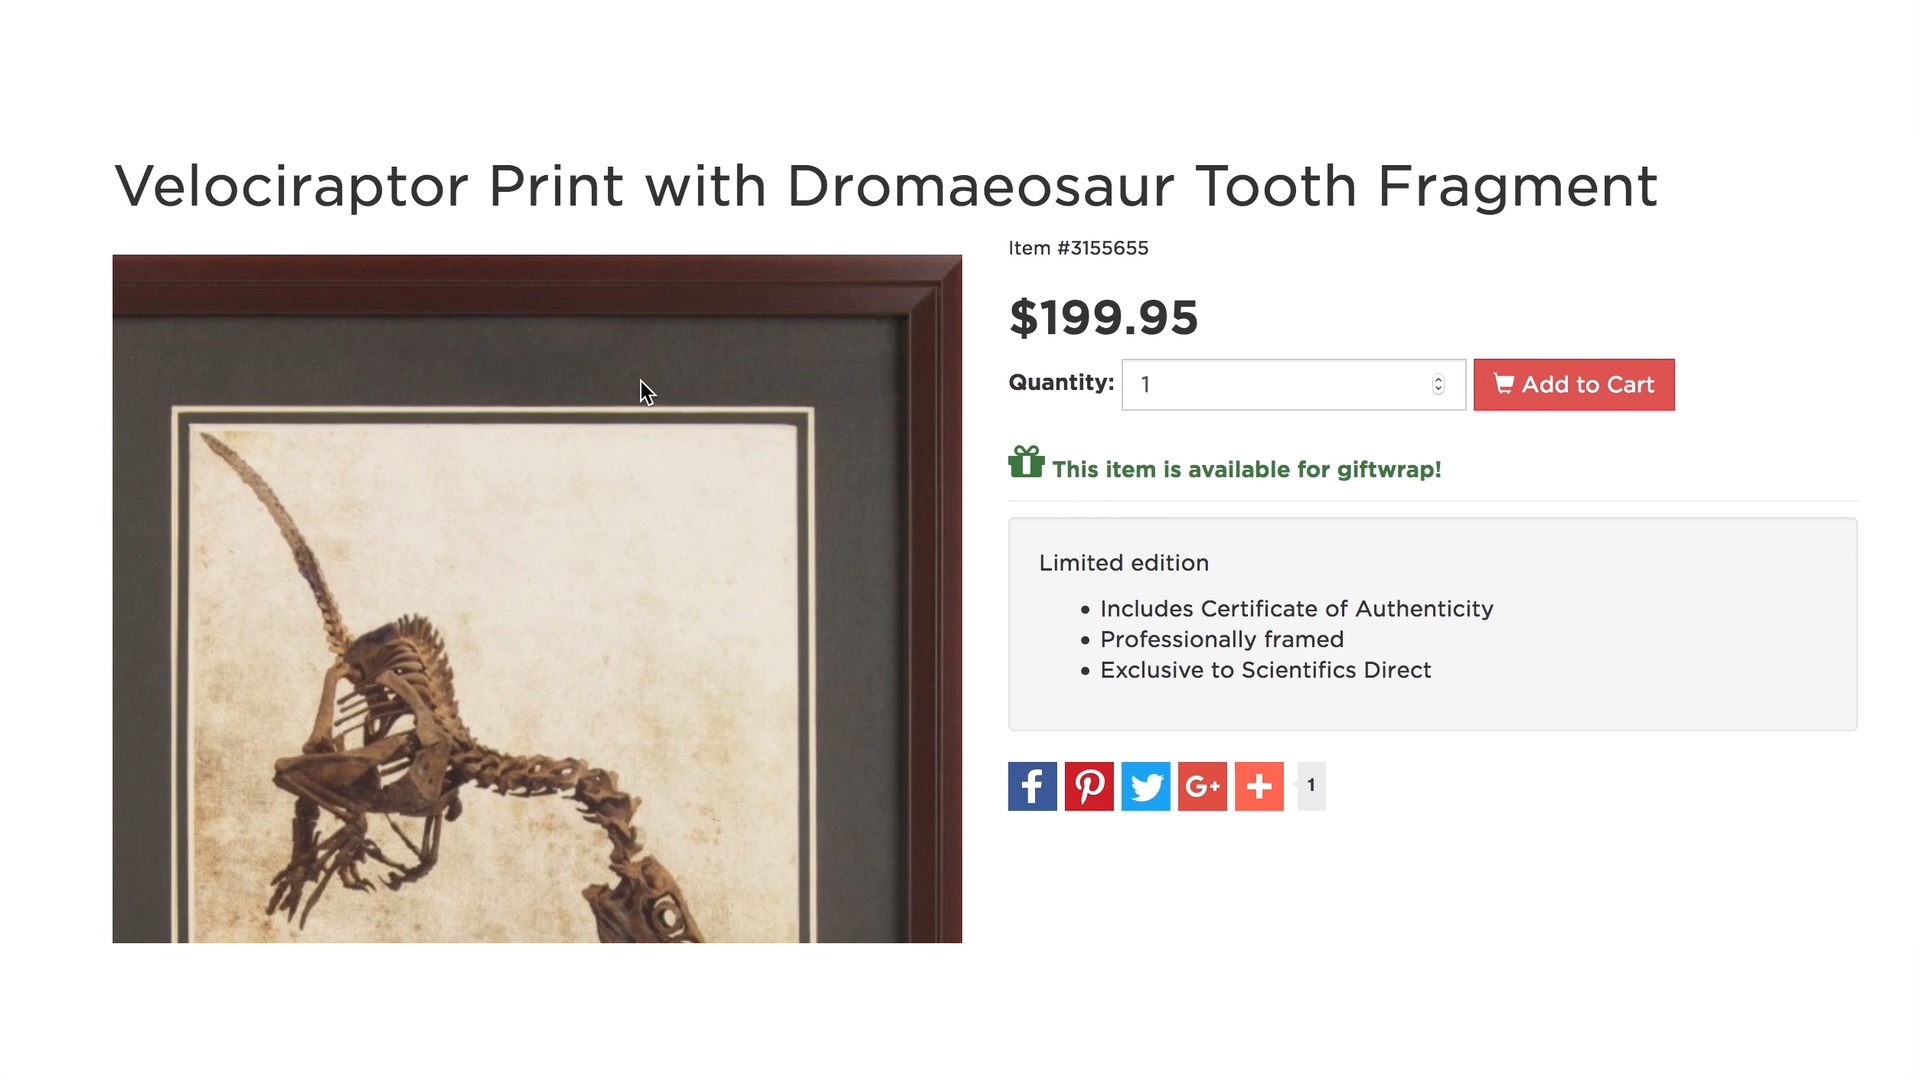 Velociraptor Print with Dromaeosaur Tooth Fragment
Item #3155655
$199.95
Quantity: 1 Add to Cart
This item is available for giftwrap!
Limited edition
• Includes Certificate of Authenticity
• Professionally framed
• Exclusive to Scientifics Direct
G+ 1